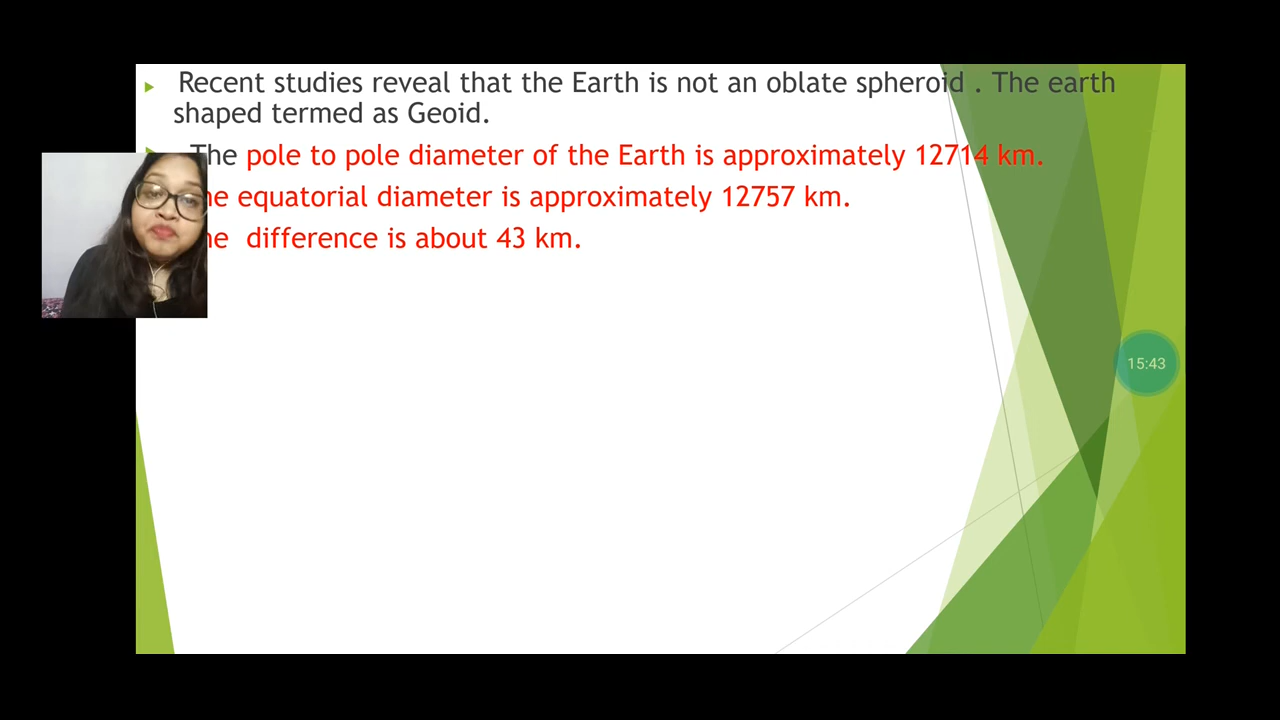 Recent studies reveal that the Earth is not an oblate spheroid . The earth
shaped termed as Geoid.
The pole to pole diameter of the Earth is approximately 12714 km.
equatorial diameter is approximately 12757 km.
difference is about 43 km.
15:43